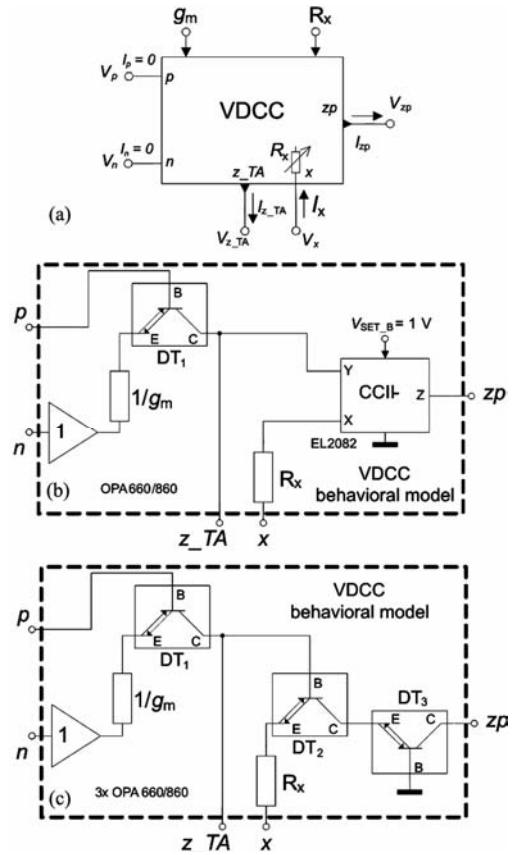 g_m
R_x
I_p = 0
V_p
p
VDCC
zp
V_zp
I_zp
I_n = 0
V_n
n
R_x
z_TA
x
I_z_TA
I_x
V_z_TA
V_x
(a)
p
B
E
C
DT_1
V_SET_B = 1 V
1/g_m
Y
CCII-
Z
zp
X
EL2082
1
n
R_x
VDCC
behavioral model
OPA660/860
(b)
z_TA
x
VDCC
behavioral model
p
B
E
C
DT_1
1/g_m
B
E
C
DT_2
DT_3
E
C
zp
B
1
n
R_x
3x OPA 660/860
(c)
z_TA
x